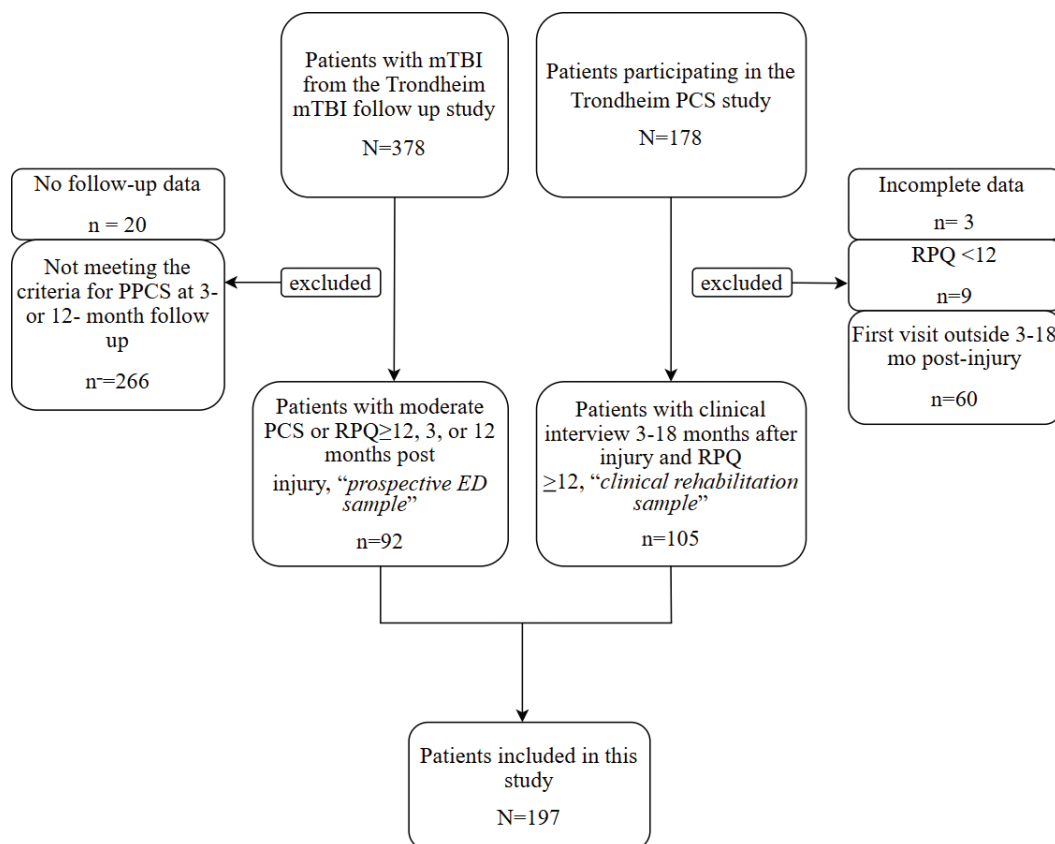 Patients with mTBI
from the Trondheim
mTBI follow up study
N=378
Patients participating in the
Trondheim PCS study
N=178
No follow-up data
n = 20
Not meeting the
criteria for PPCS at 3-
or 12- month follow
up
n⁼=266
excluded
excluded
Incomplete data
n= 3
RPQ <12
n=9
First visit outside 3-18
mo post-injury
n=60
Patients with moderate
PCS or RPQ≥12, 3, or 12
months post
injury, “prospective ED
sample”
n=92
Patients with clinical
interview 3-18 months after
injury and RPQ
≥12, “clinical rehabilitation
sample”
n=105
Patients included in this
study
N=197